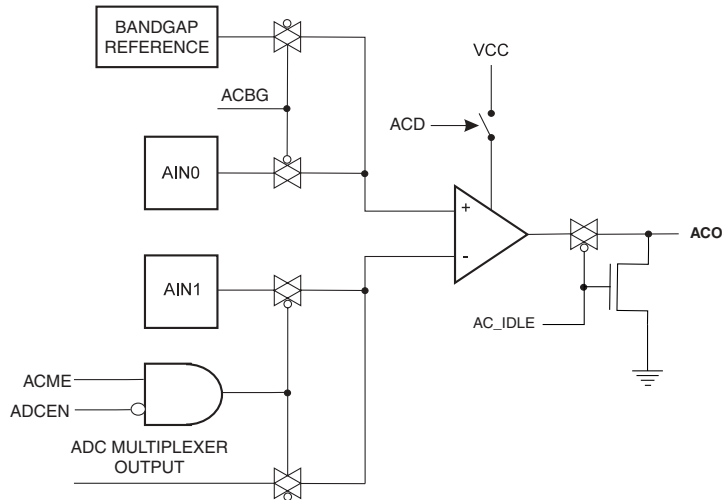 BANDGAP
REFERENCE
ACBG
VCC
ACD
AIN0
+
-
ACO
AIN1
AC_IDLE
ACME
ADCEN
ADC MULTIPLEXER
OUTPUT